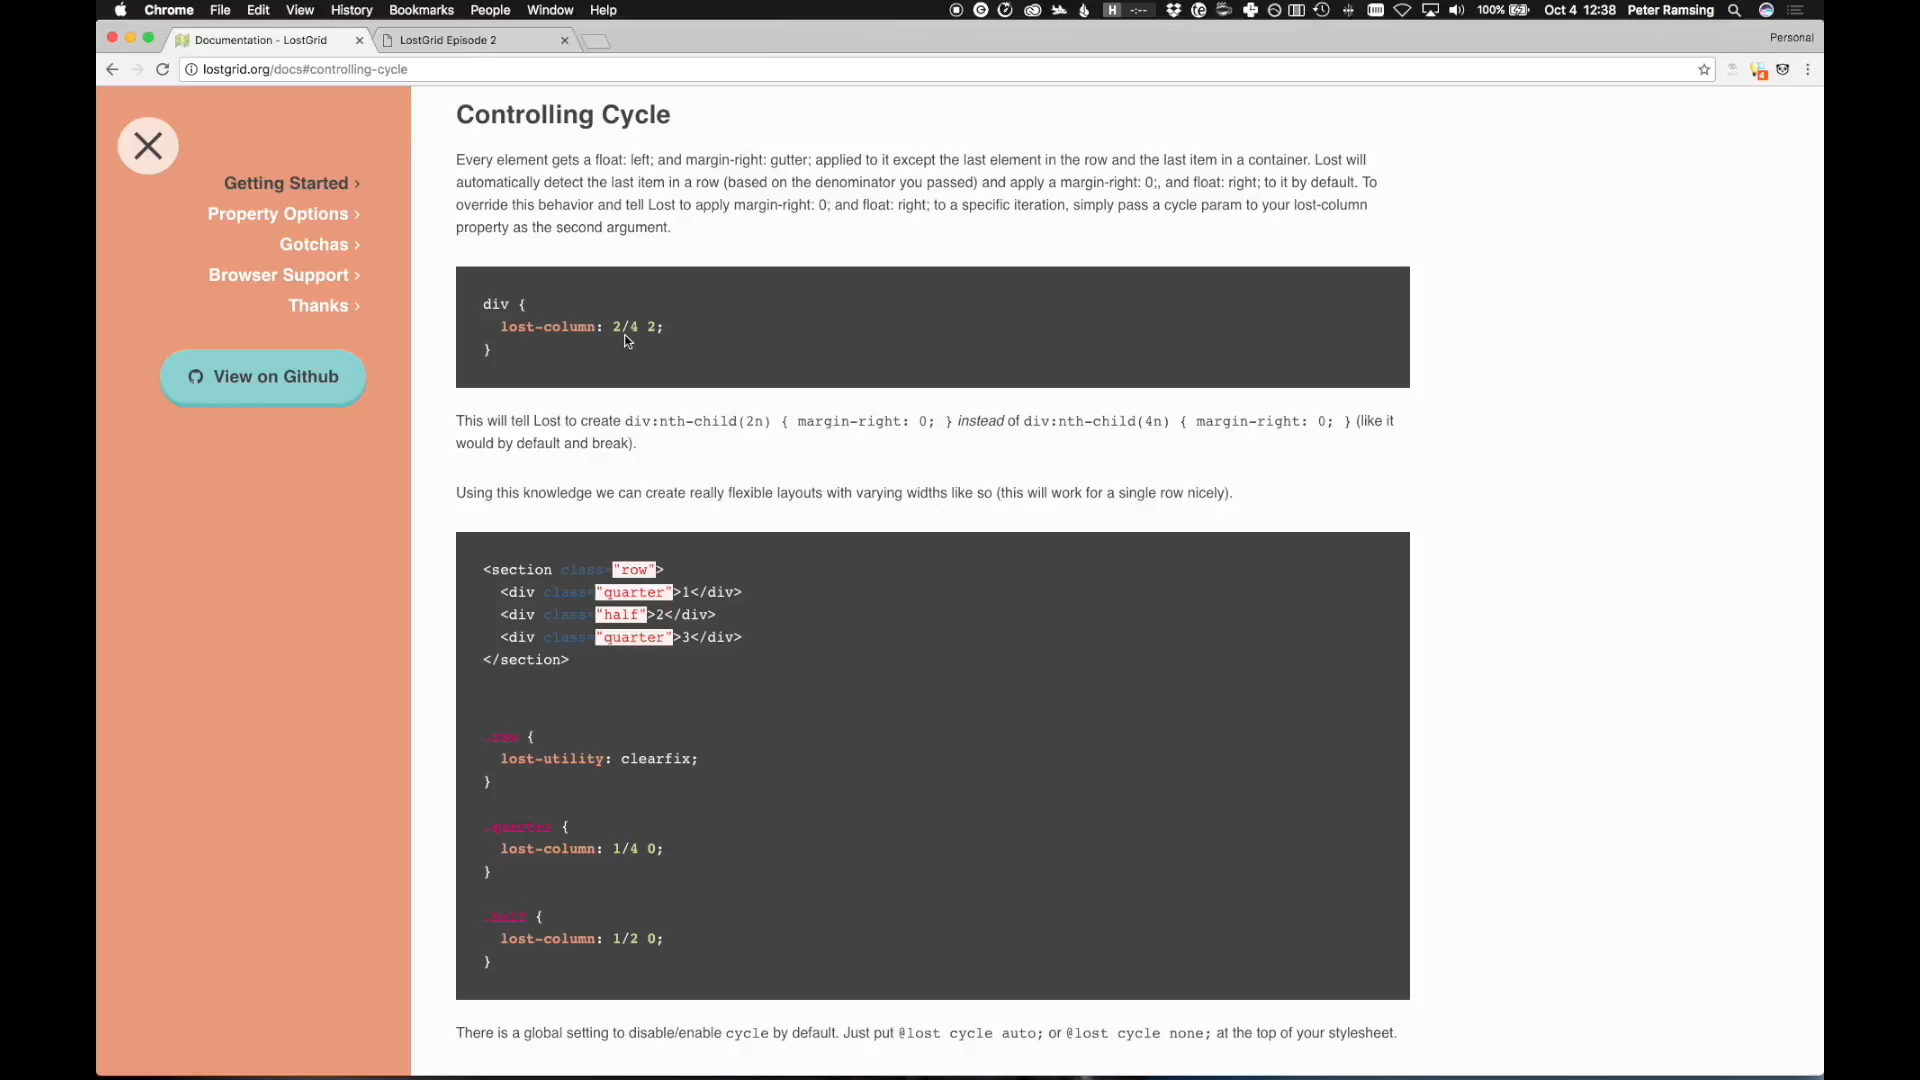 Chrome File Edit View History Bookmarks People Window Help
H -:-- 100% Oct 4 12:38 Peter Ramsing
Documentation - LostGrid
LostGrid Episode 2
Personal
lostgrid.org/docs#controlling-cycle
4
Getting Started ›
Property Options ›
Gotchas ›
Browser Support ›
Thanks ›
View on Github
Controlling Cycle
Every element gets a float: left; and margin-right: gutter; applied to it except the last element in the row and the last item in a container. Lost will
automatically detect the last item in a row (based on the denominator you passed) and apply a margin-right: 0;, and float: right; to it by default. To
override this behavior and tell Lost to apply margin-right: 0; and float: right; to a specific iteration, simply pass a cycle param to your lost-column
property as the second argument.
div {
lost-column: 2/4 2;
}
This will tell Lost to create div:nth-child(2n) { margin-right: 0; } instead of div:nth-child(4n) { margin-right: 0; } (like it
would by default and break).
Using this knowledge we can create really flexible layouts with varying widths like so (this will work for a single row nicely).
<section class="row">
<div class="quarter">1</div>
<div class="half">2</div>
<div class="quarter">3</div>
</section>
.row {
lost-utility: clearfix;
}
.quarter {
lost-column: 1/4 0;
}
.half {
lost-column: 1/2 0;
}
There is a global setting to disable/enable cycle by default. Just put @lost cycle auto; or @lost cycle none; at the top of your stylesheet.